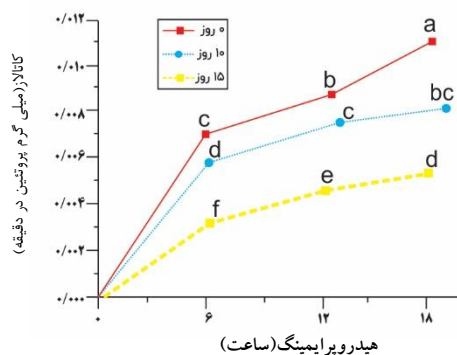 ۰/۰۱۲
۰/۰۱۰
۰/۰۰۸
۰/۰۰۶
۰/۰۰۴
۰/۰۰۲
۰/۰۰۰
کاتالاز(میلی گرم پروتئین در دقیقه)
۰ روز
۱۰ روز
۱۵ روز
a
b
c
c
bc
d
d
e
f
۰ ۶ ۱۲ ۱۸
هیدروپرایمینگ(ساعت)